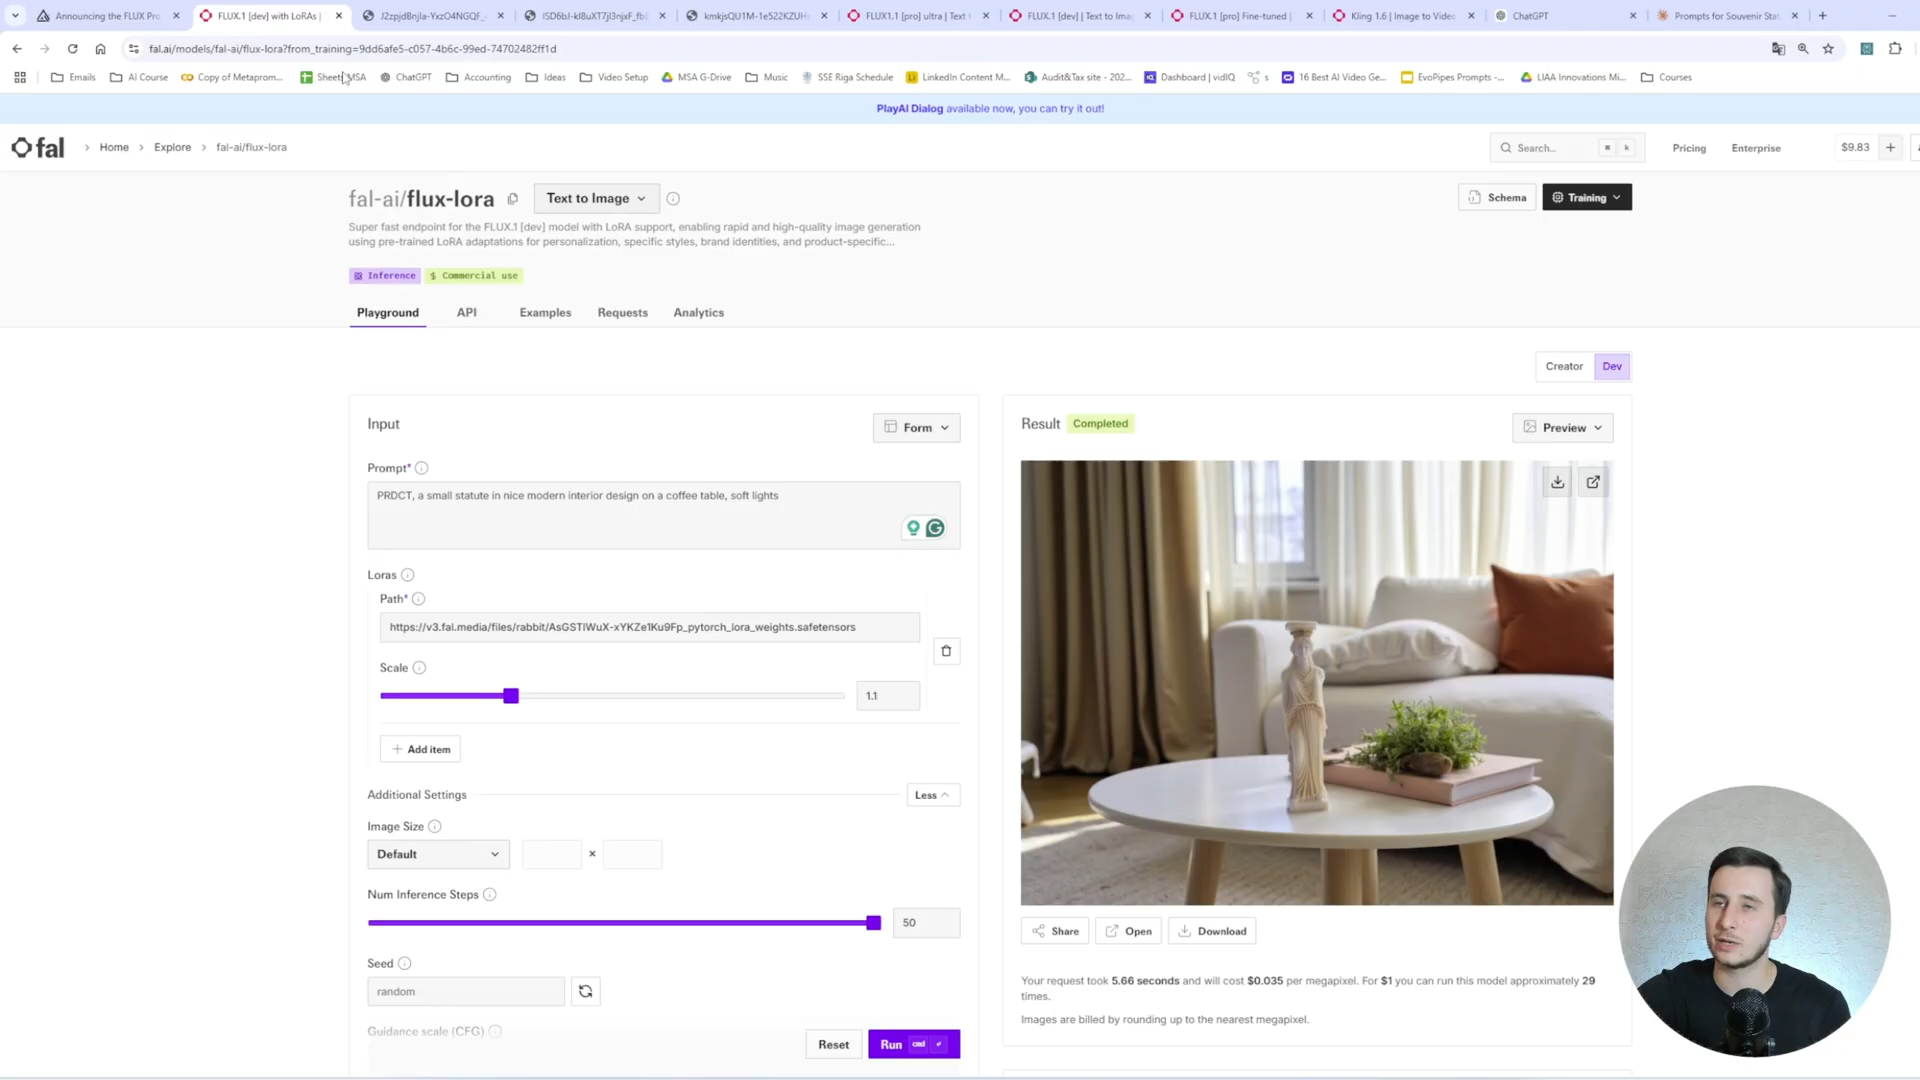 Announcing the FLUX Pro
FLUX.1 [dev] with LoRAs |
J2zpjdBnjIa-YxzO4NGQF_
ISD6bJ-kl8uXT7jl3njxF_fb
kmkjsQU1M-1e522KZUH
FLUX1.1 [pro] ultra | Text t
FLUX.1 [dev] | Text to Ima
FLUX.1 [pro] Fine-tuned |
Kling 1.6 | Image to Video
ChatGPT
Prompts for Souvenir Stat
fal.ai/models/fal-ai/flux-lora?from_training=9dd6afe5-c057-4b6c-99ed-74702482ff1d
Emails
AI Course
Copy of Metaprom...
Sheets MSA
ChatGPT
Accounting
Ideas
Video Setup
MSA G-Drive
Music
SSE Riga Schedule
LinkedIn Content M...
Audit&Tax site - 202...
Dashboard | vidIQ
s
16 Best AI Video Ge...
EvoPipes Prompts -...
LIAA Innovations Mi...
Courses
PlayAI Dialog available now, you can try it out!
fal
Home
Explore
fal-ai/flux-lora
Search...
k
Pricing
Enterprise
$9.83
fal-ai/flux-lora
Text to Image
Schema
Training
Super fast endpoint for the FLUX.1 [dev] model with LoRA support, enabling rapid and high-quality image generation
using pre-trained LoRA adaptations for personalization, specific styles, brand identities, and product-specific...
Inference
$ Commercial use
Playground
API
Examples
Requests
Analytics
Creator
Dev
Input
Form
Prompt*
PRDCT, a small statute in nice modern interior design on a coffee table, soft lights
Loras
Path*
https://v3.fal.media/files/rabbit/AsGSTIWuX-xYKZe1Ku9Fp_pytorch_lora_weights.safetensors
Scale
1.1
+ Add item
Additional Settings
Less
Image Size
Default
×
Num Inference Steps
50
Seed
random
Guidance scale (CFG)
Reset
Run cmd
Result
Completed
Preview
Share
Open
Download
Your request took 5.66 seconds and will cost $0.035 per megapixel. For $1 you can run this model approximately 29
times.
Images are billed by rounding up to the nearest megapixel.